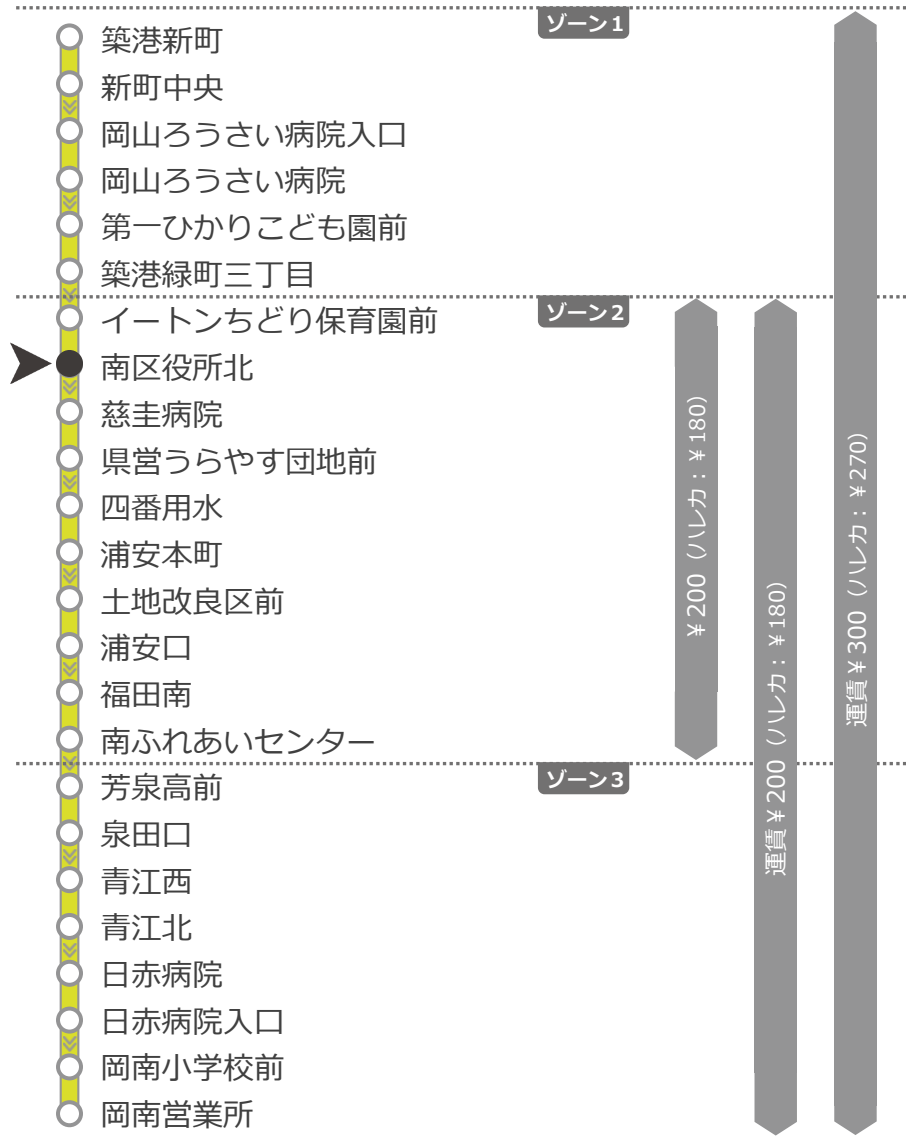 ゾーン1
築港新町
新町中央
岡山ろうさい病院入口
岡山ろうさい病院
第一ひかりこども園前
築港緑町三丁目
ゾーン2
イートンちどり保育園前
南区役所北
慈圭病院
県営うらやす団地前
四番用水
浦安本町
土地改良区前
浦安口
福田南
南ふれあいセンター
ゾーン3
芳泉高前
泉田口
青江西
青江北
日赤病院
日赤病院入口
岡南小学校前
岡南営業所
¥200（ハレカ：¥180）
運賃¥200（ハレカ：¥180）
運賃¥300（ハレカ：¥270）